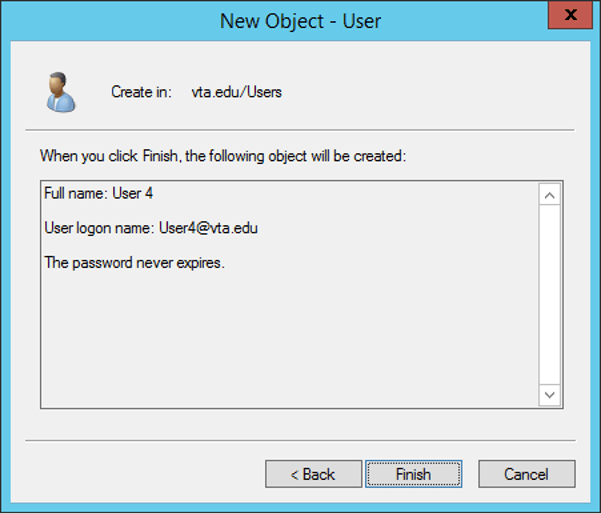 New Object - User
X
Create in: vta.edu/Users
When you click Finish, the following object will be created:
Full name: User 4
User logon name: User4@vta.edu
The password never expires.
< Back
Finish
Cancel